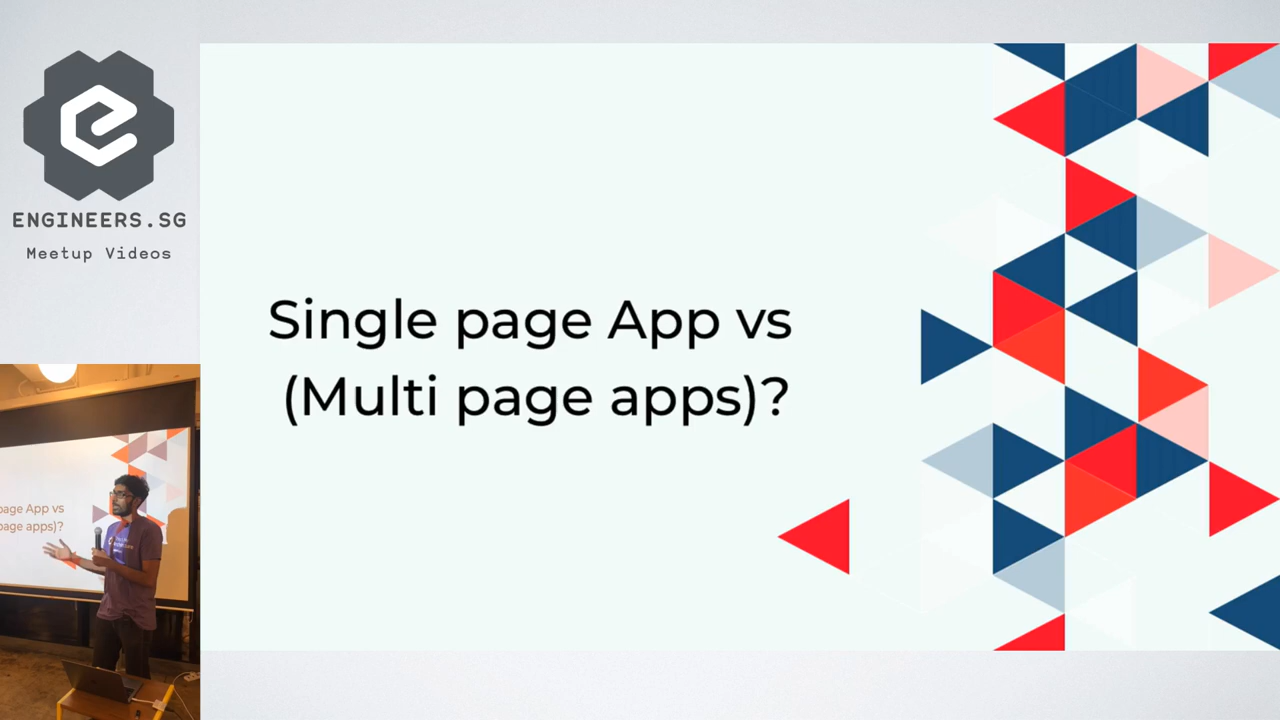 ENGINEERS.SG
Meetup Videos
Single page App vs
(Multi page apps)?
page App vs
page apps)?